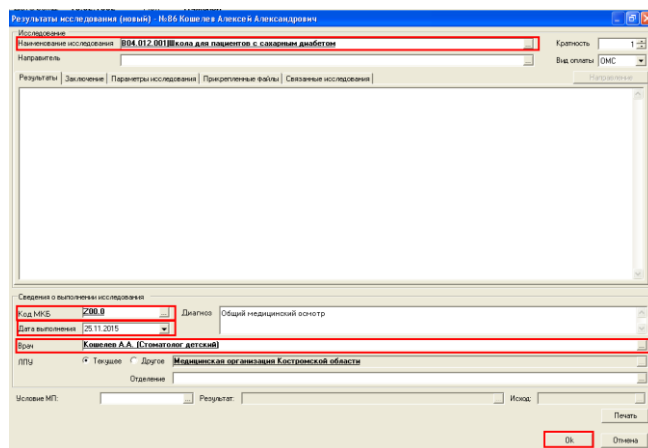 Результаты исследования (новый) - №В6 Кошелев Алексей Александрович
Исследование
Наименование исследования B04.012.001|Школа для пациентов с сахарным диабетом ... Кратность 1
Направитель ... Вид оплаты ОМС
Результаты | Заключение | Параметры исследования | Прикрепленные файлы | Связанные исследования | Направление
Сведения о выполнении исследования
Код МКБ Z00.0 ... Диагноз Общий медицинский осмотр
Дата выполнения 25.11.2015
Врач Кошелев А.А. (Стоматолог детский) ...
ЛПУ Текущее Другое Медицинская организация Костромской области ...
Отделение ...
Условие МП: ... Результат: ... Исход: ...
Печать
Ok Отмена